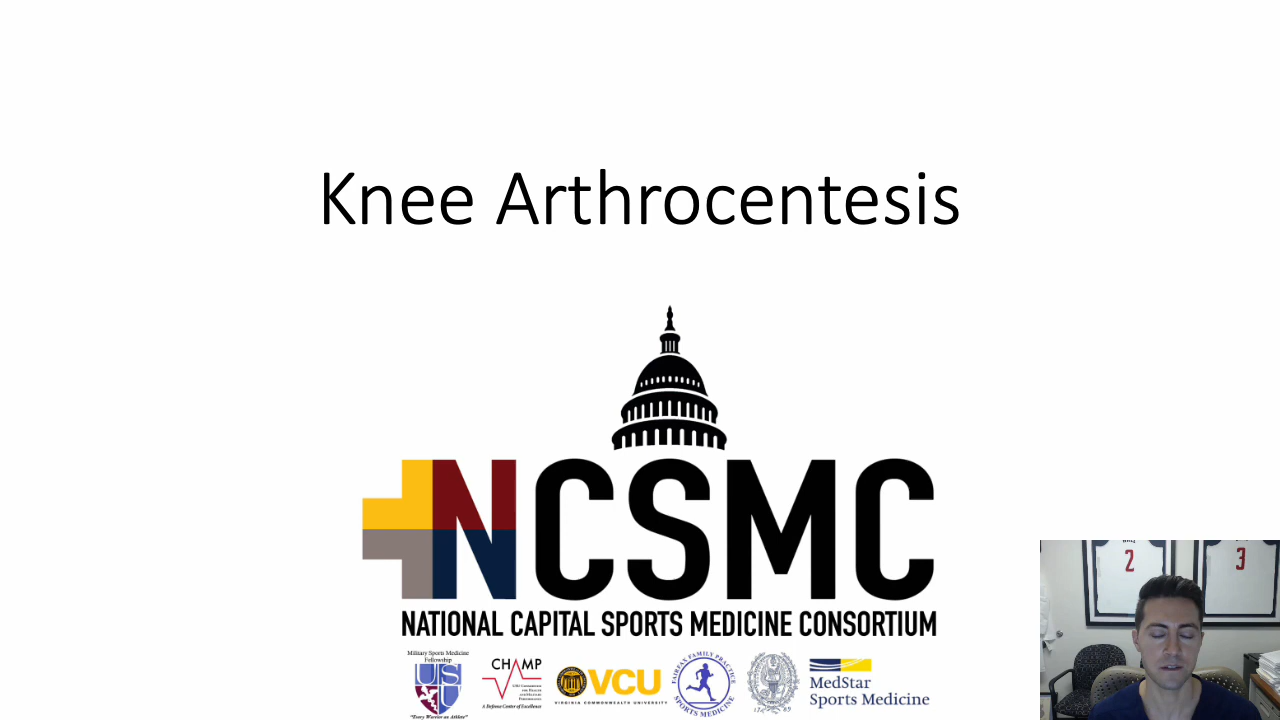 Knee Arthrocentesis
NCSMC
NATIONAL CAPITAL SPORTS MEDICINE CONSORTIUM
Military Sports Medicine
Fellowship
US
"Every Warrior an Athlete"
CHAMP
A Defense Center of Excellence
VCU
VIRGINIA COMMONWEALTH UNIVERSITY
FAIRFAX FAMILY PRACTICE
SPORTS MEDICINE
MedStar
Sports Medicine
2
3